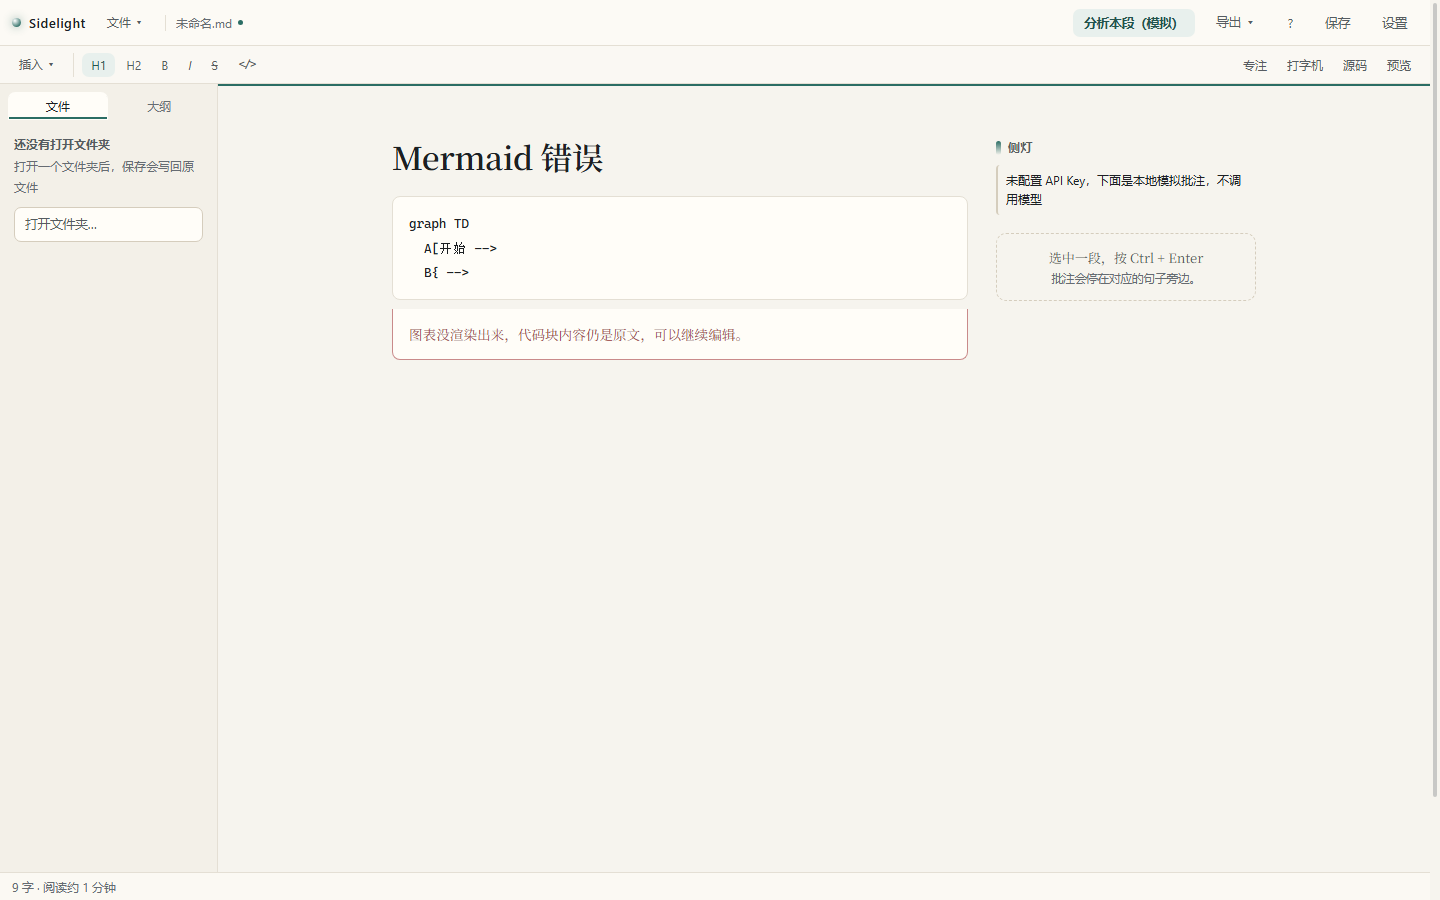 Sidelight 文件 未命名.md 分析本段（模拟） 导出 ? 保存 设置
插入 H1 H2 B I S </> 专注 打字机 源码 预览
文件 大纲
还没有打开文件夹
打开一个文件夹后，保存会写回原
文件
打开文件夹...
Mermaid 错误
graph TD
A[开始 -->
B{ -->
图表没渲染出来，代码块内容仍是原文，可以继续编辑。
侧灯
未配置 API Key，下面是本地模拟批注，不调
用模型
选中一段，按 Ctrl + Enter
批注会停在对应的句子旁边。
9 字 · 阅读约 1 分钟